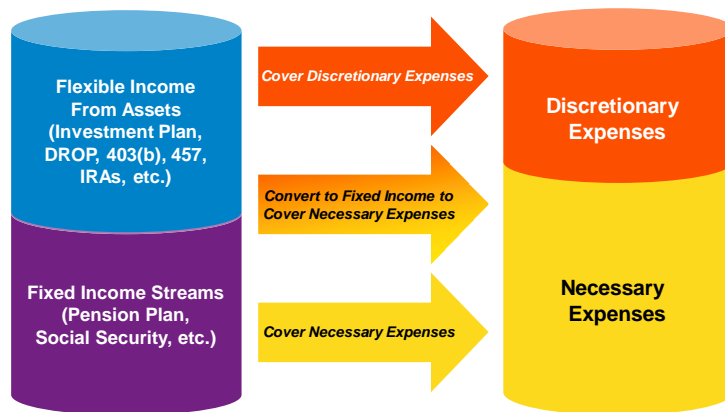 Flexible Income
From Assets
(Investment Plan,
DROP, 403(b), 457,
IRAs, etc.)
Fixed Income Streams
(Pension Plan,
Social Security, etc.)
Cover Discretionary Expenses
Convert to Fixed Income to
Cover Necessary Expenses
Cover Necessary Expenses
Discretionary
Expenses
Necessary
Expenses